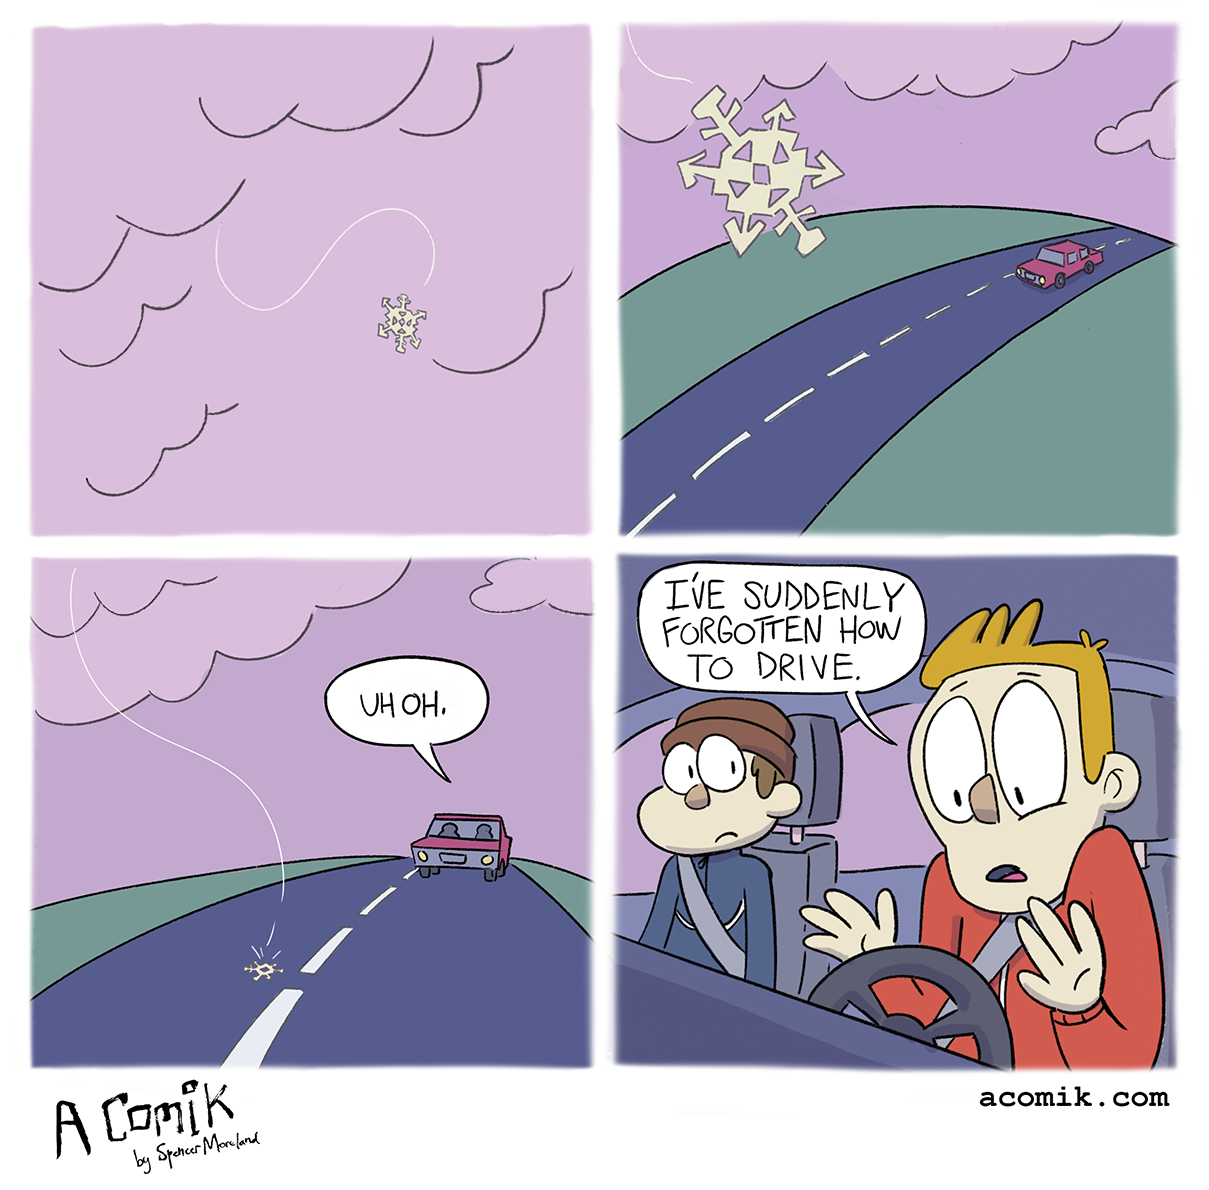 UH OH.
I'VE SUDDENLY
FORGOTTEN HOW
TO DRIVE.
A COMiK
by Spencer Moreland
acomik.com